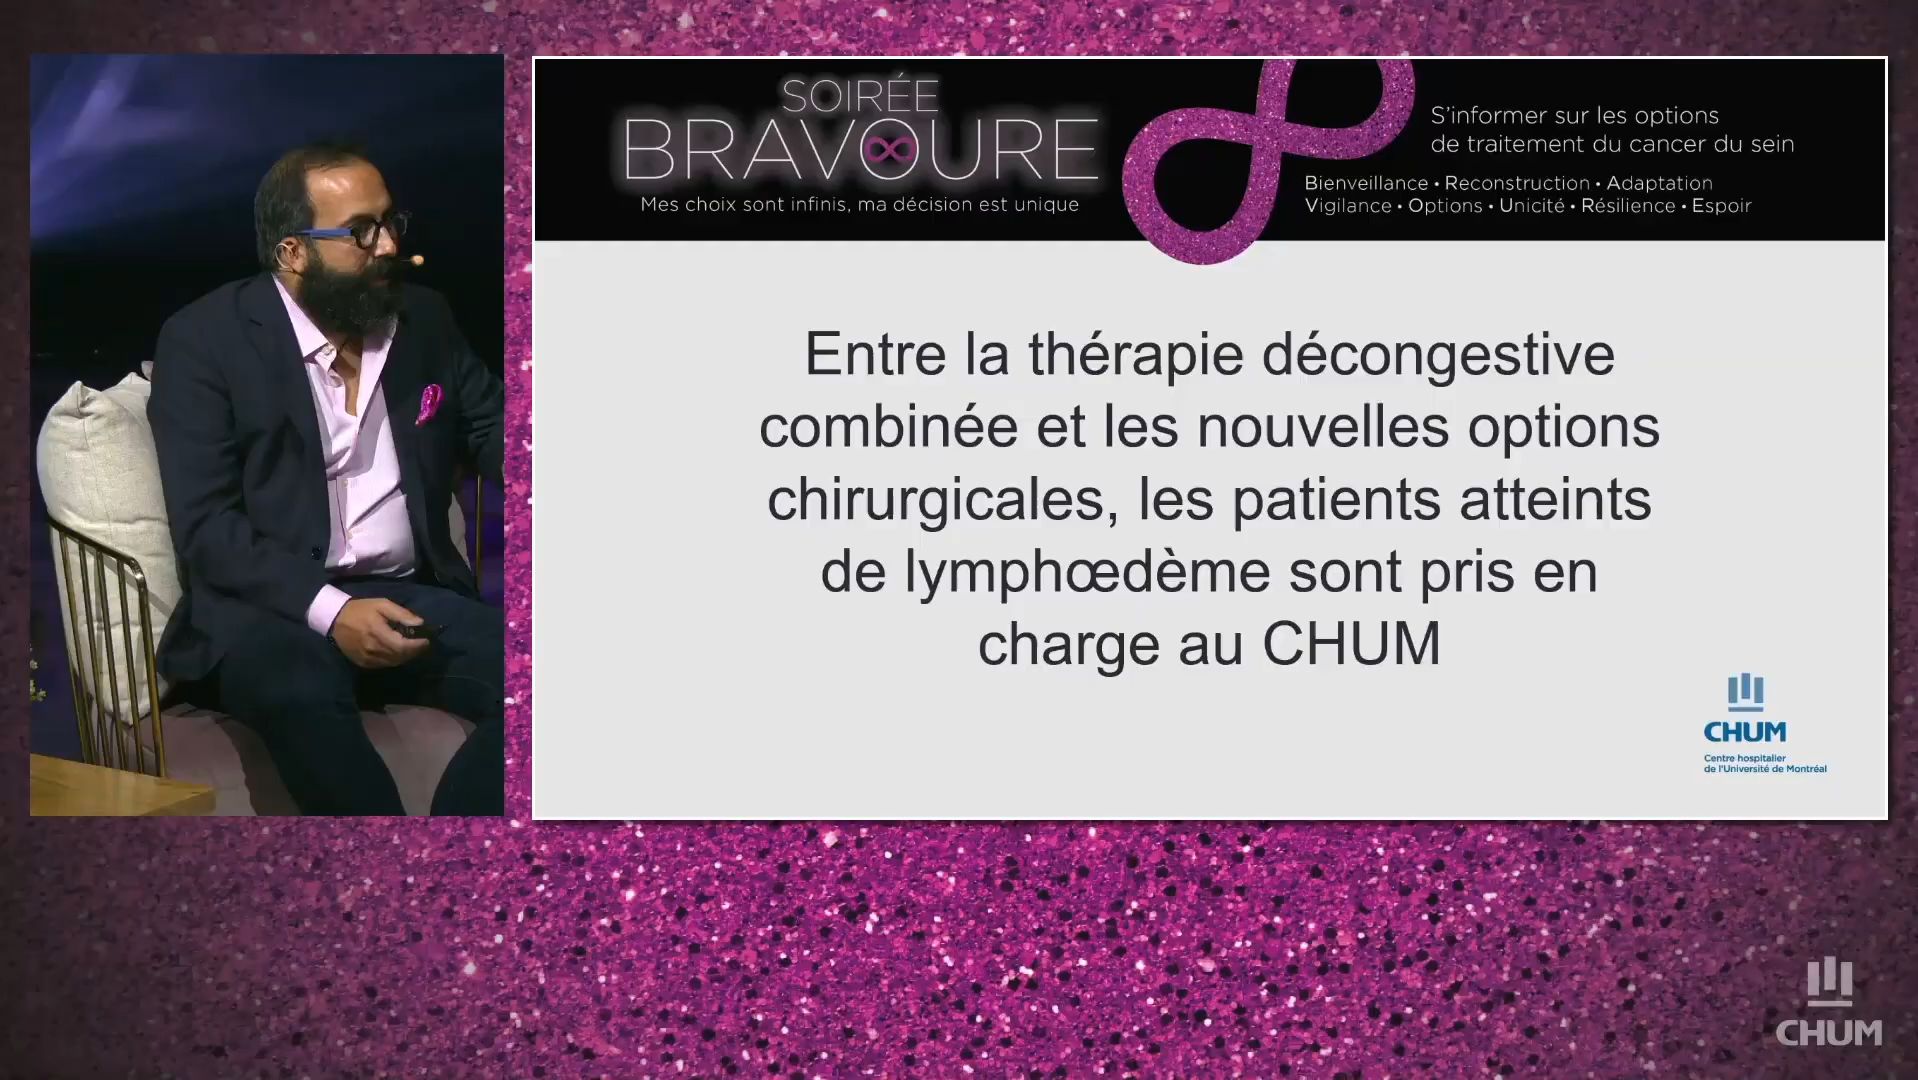 SOIRÉE
BRAVOURE
Mes choix sont infinis, ma décision est unique
S'informer sur les options
de traitement du cancer du sein
Bienveillance • Reconstruction • Adaptation
Vigilance • Options • Unicité • Résilience • Espoir
Entre la thérapie décongestive
combinée et les nouvelles options
chirurgicales, les patients atteints
de lymphœdème sont pris en
charge au CHUM
CHUM
Centre hospitalier
de l'Université de Montréal
CHUM